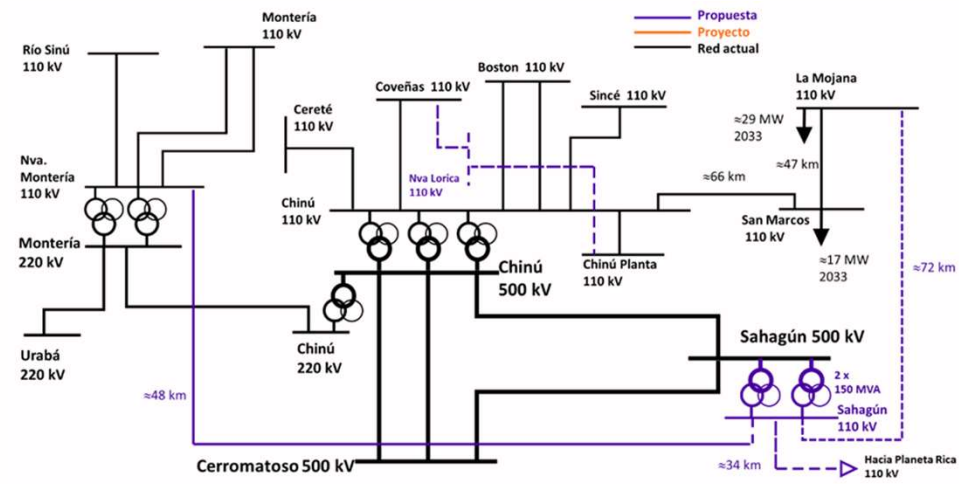 Montería
110 kV
Propuesta
Proyecto
Red actual
Río Sinú
110 kV
Boston 110 kV
Coveñas 110 kV
Sincé 110 kV
La Mojana
110 kV
Cereté
110 kV
≈29 MW
2033
≈47 km
Nva.
Montería
110 kV
Nva Lorica
110 kV
≈66 km
Chinú
110 kV
San Marcos
110 kV
Montería
220 kV
Chinú
500 kV
Chinú Planta
110 kV
≈17 MW
2033
≈72 km
Sahagún 500 kV
Urabá
220 kV
Chinú
220 kV
2 x
150 MVA
≈48 km
Sahagún
110 kV
Cerromatoso 500 kV
≈34 km
Hacia Planeta Rica
110 kV